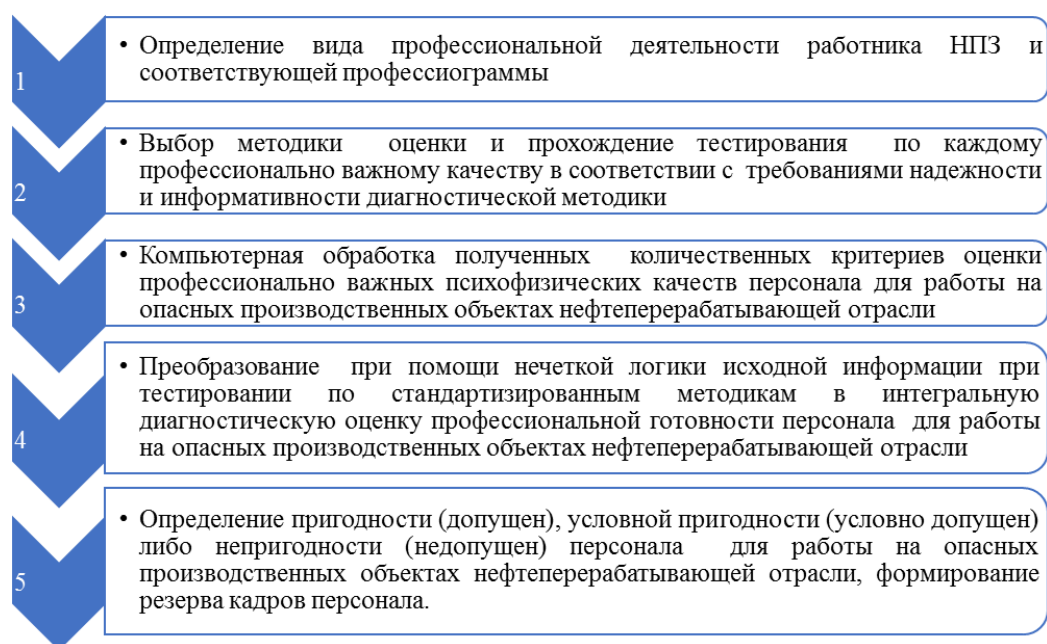 1
• Определение вида профессиональной деятельности работника НПЗ и
соответствующей профессиограммы
2
• Выбор методики оценки и прохождение тестирования по каждому
профессионально важному качеству в соответствии с требованиями надежности
и информативности диагностической методики
3
• Компьютерная обработка полученных количественных критериев оценки
профессионально важных психофизических качеств персонала для работы на
опасных производственных объектах нефтеперерабатывающей отрасли
4
• Преобразование при помощи нечеткой логики исходной информации при
тестировании по стандартизированным методикам в интегральную
диагностическую оценку профессиональной готовности персонала для работы
на опасных производственных объектах нефтеперерабатывающей отрасли
5
• Определение пригодности (допущен), условной пригодности (условно допущен)
либо непригодности (недопущен) персонала для работы на опасных
производственных объектах нефтеперерабатывающей отрасли, формирование
резерва кадров персонала.